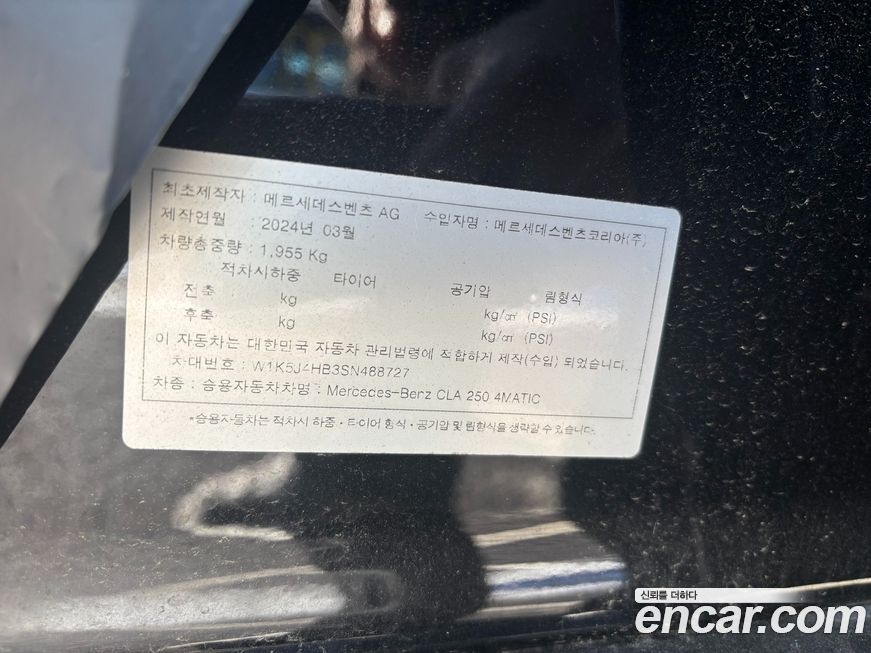 최초제작자 : 메르세데스벤츠 AG 수입자명 : 메르세데스벤츠코리아(주)
제작연월 : 2024년 03월
차량총중량 : 1,955 Kg
적차시하중 타이어 공기압 림형식
전축 : kg kg/㎠ (PSI)
후축 : kg kg/㎠ (PSI)
이 자동차는 대한민국 자동차 관리법령에 적합하게 제작(수입) 되었습니다.
차대번호 : W1K5J4HB3SN488727
차종 : 승용자동차차명 : Mercedes-Benz CLA 250 4MATIC
*승용자동차는 적차시 하중·타이어 형식·공기압 및 림형식을 생략할 수 있습니다.
신뢰를 더하다
encar.com